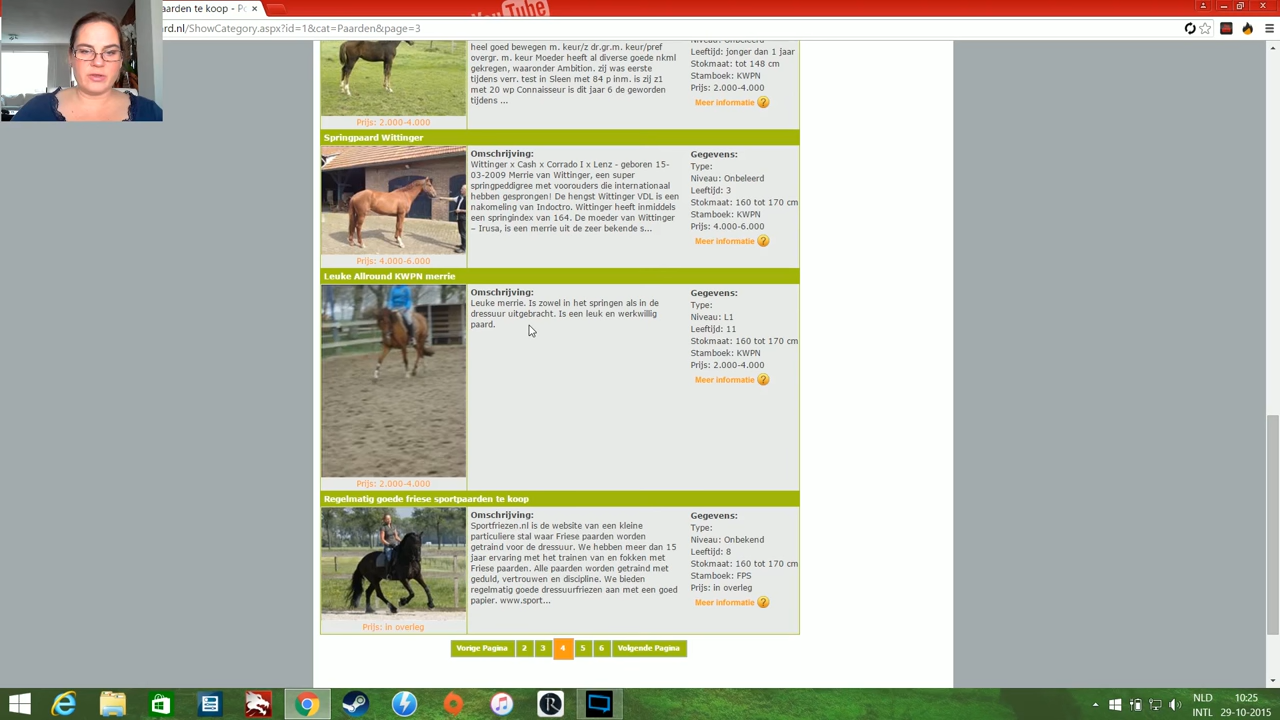 aarden te koop - Po
YouTube
rd.nl/ShowCategory.aspx?id=1&cat=Paarden&page=3
heel goed bewegen m. keur/z dr.gr.m. keur/pref
overgr. m. keur Moeder heeft al diverse goede nkml
gekregen, waaronder Ambition. zij was eerste
tijdens verr. test in Sleen met 84 p inm. is zij z1
met 20 wp Connaisseur is dit jaar 6 de geworden
tijdens ...
Niveau: Onbeleerd
Leeftijd: jonger dan 1 jaar
Stokmaat: tot 148 cm
Stamboek: KWPN
Prijs: 2.000-4.000
Meer informatie ?
Prijs: 2.000-4.000
Springpaard Wittinger
Omschrijving:
Wittinger x Cash x Corrado I x Lenz - geboren 15-
03-2009 Merrie van Wittinger, een super
springpeddigree met voorouders die internationaal
hebben gesprongen! De hengst Wittinger VDL is een
nakomeling van Indoctro. Wittinger heeft inmiddels
een springindex van 164. De moeder van Wittinger
– Irusa, is een merrie uit de zeer bekende s...
Gegevens:
Type:
Niveau: Onbeleerd
Leeftijd: 3
Stokmaat: 160 tot 170 cm
Stamboek: KWPN
Prijs: 4.000-6.000
Meer informatie ?
Prijs: 4.000-6.000
Leuke Allround KWPN merrie
Omschrijving:
Leuke merrie. Is zowel in het springen als in de
dressuur uitgebracht. Is een leuk en werkwillig
paard.
Gegevens:
Type:
Niveau: L1
Leeftijd: 11
Stokmaat: 160 tot 170 cm
Stamboek: KWPN
Prijs: 2.000-4.000
Meer informatie ?
Prijs: 2.000-4.000
Regelmatig goede friese sportpaarden te koop
Omschrijving:
Sportfriezen.nl is de website van een kleine
particuliere stal waar Friese paarden worden
getraind voor de dressuur. We hebben meer dan 15
jaar ervaring met het trainen van en fokken met
Friese paarden. Alle paarden worden getraind met
geduld, vertrouwen en discipline. We bieden
regelmatig goede dressuurfriezen aan met een goed
papier. www.sport...
Gegevens:
Type:
Niveau: Onbekend
Leeftijd: 8
Stokmaat: 160 tot 170 cm
Stamboek: FPS
Prijs: in overleg
Meer informatie ?
Prijs: in overleg
Vorige Pagina 2 3 4 5 6 Volgende Pagina
NLD 10:25
INTL 29-10-2015